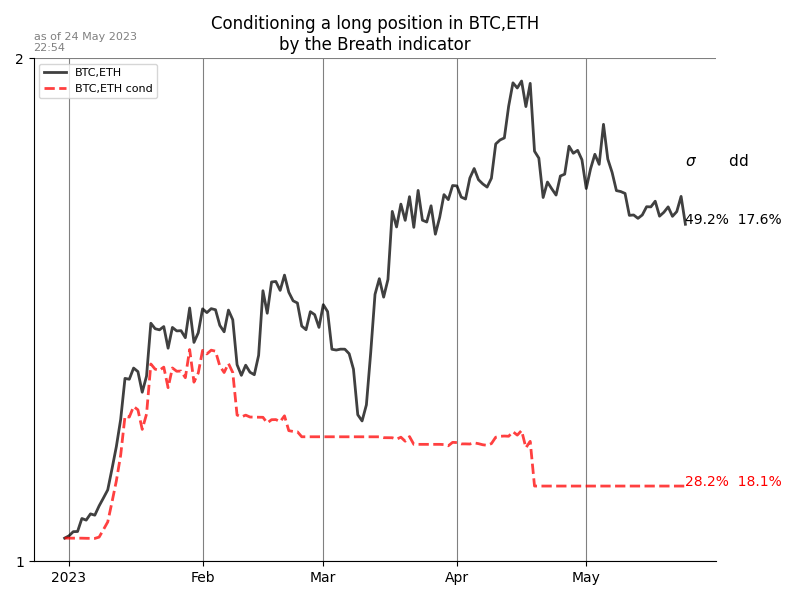 Conditioning a long position in BTC,ETH
by the Breath indicator
as of 24 May 2023
22:54
2
BTC,ETH
BTC,ETH cond
σ dd
49.2% 17.6%
28.2% 18.1%
1
2023 Feb Mar Apr May